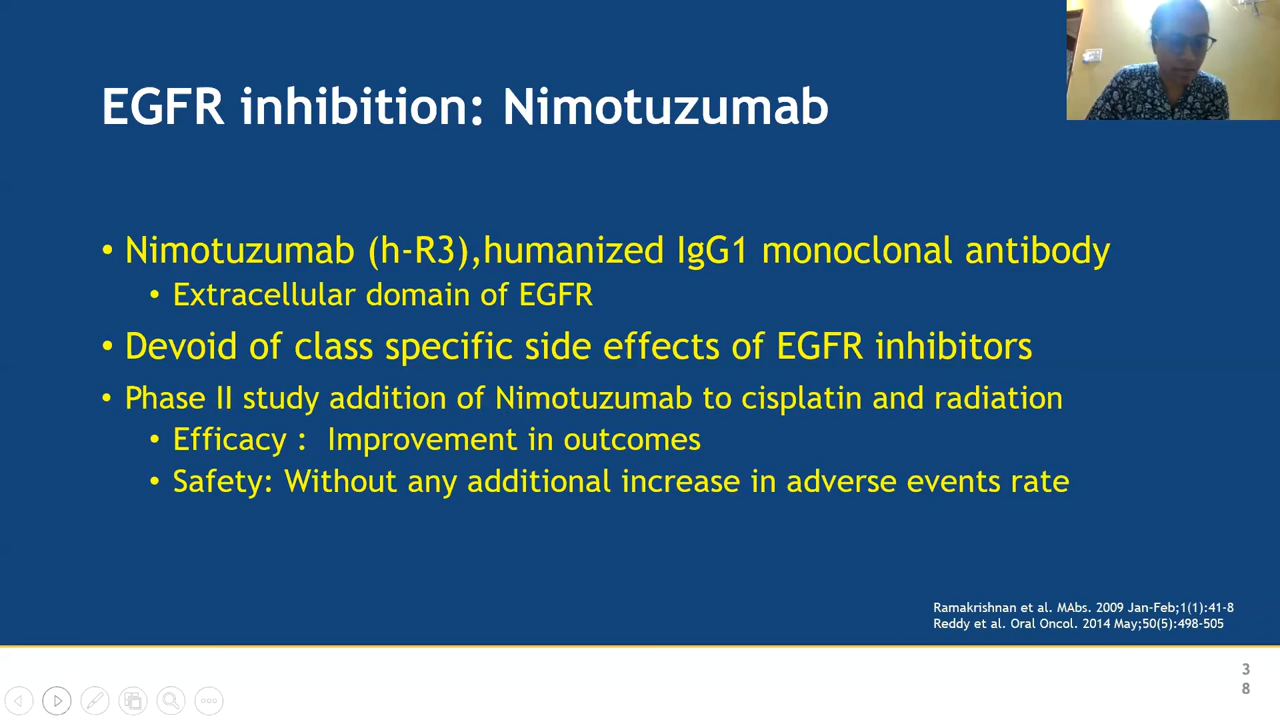 EGFR inhibition: Nimotuzumab
• Nimotuzumab (h-R3),humanized IgG1 monoclonal antibody
• Extracellular domain of EGFR
• Devoid of class specific side effects of EGFR inhibitors
• Phase II study addition of Nimotuzumab to cisplatin and radiation
• Efficacy : Improvement in outcomes
• Safety: Without any additional increase in adverse events rate
Ramakrishnan et al. MAbs. 2009 Jan-Feb;1(1):41-8
Reddy et al. Oral Oncol. 2014 May;50(5):498-505
3
8